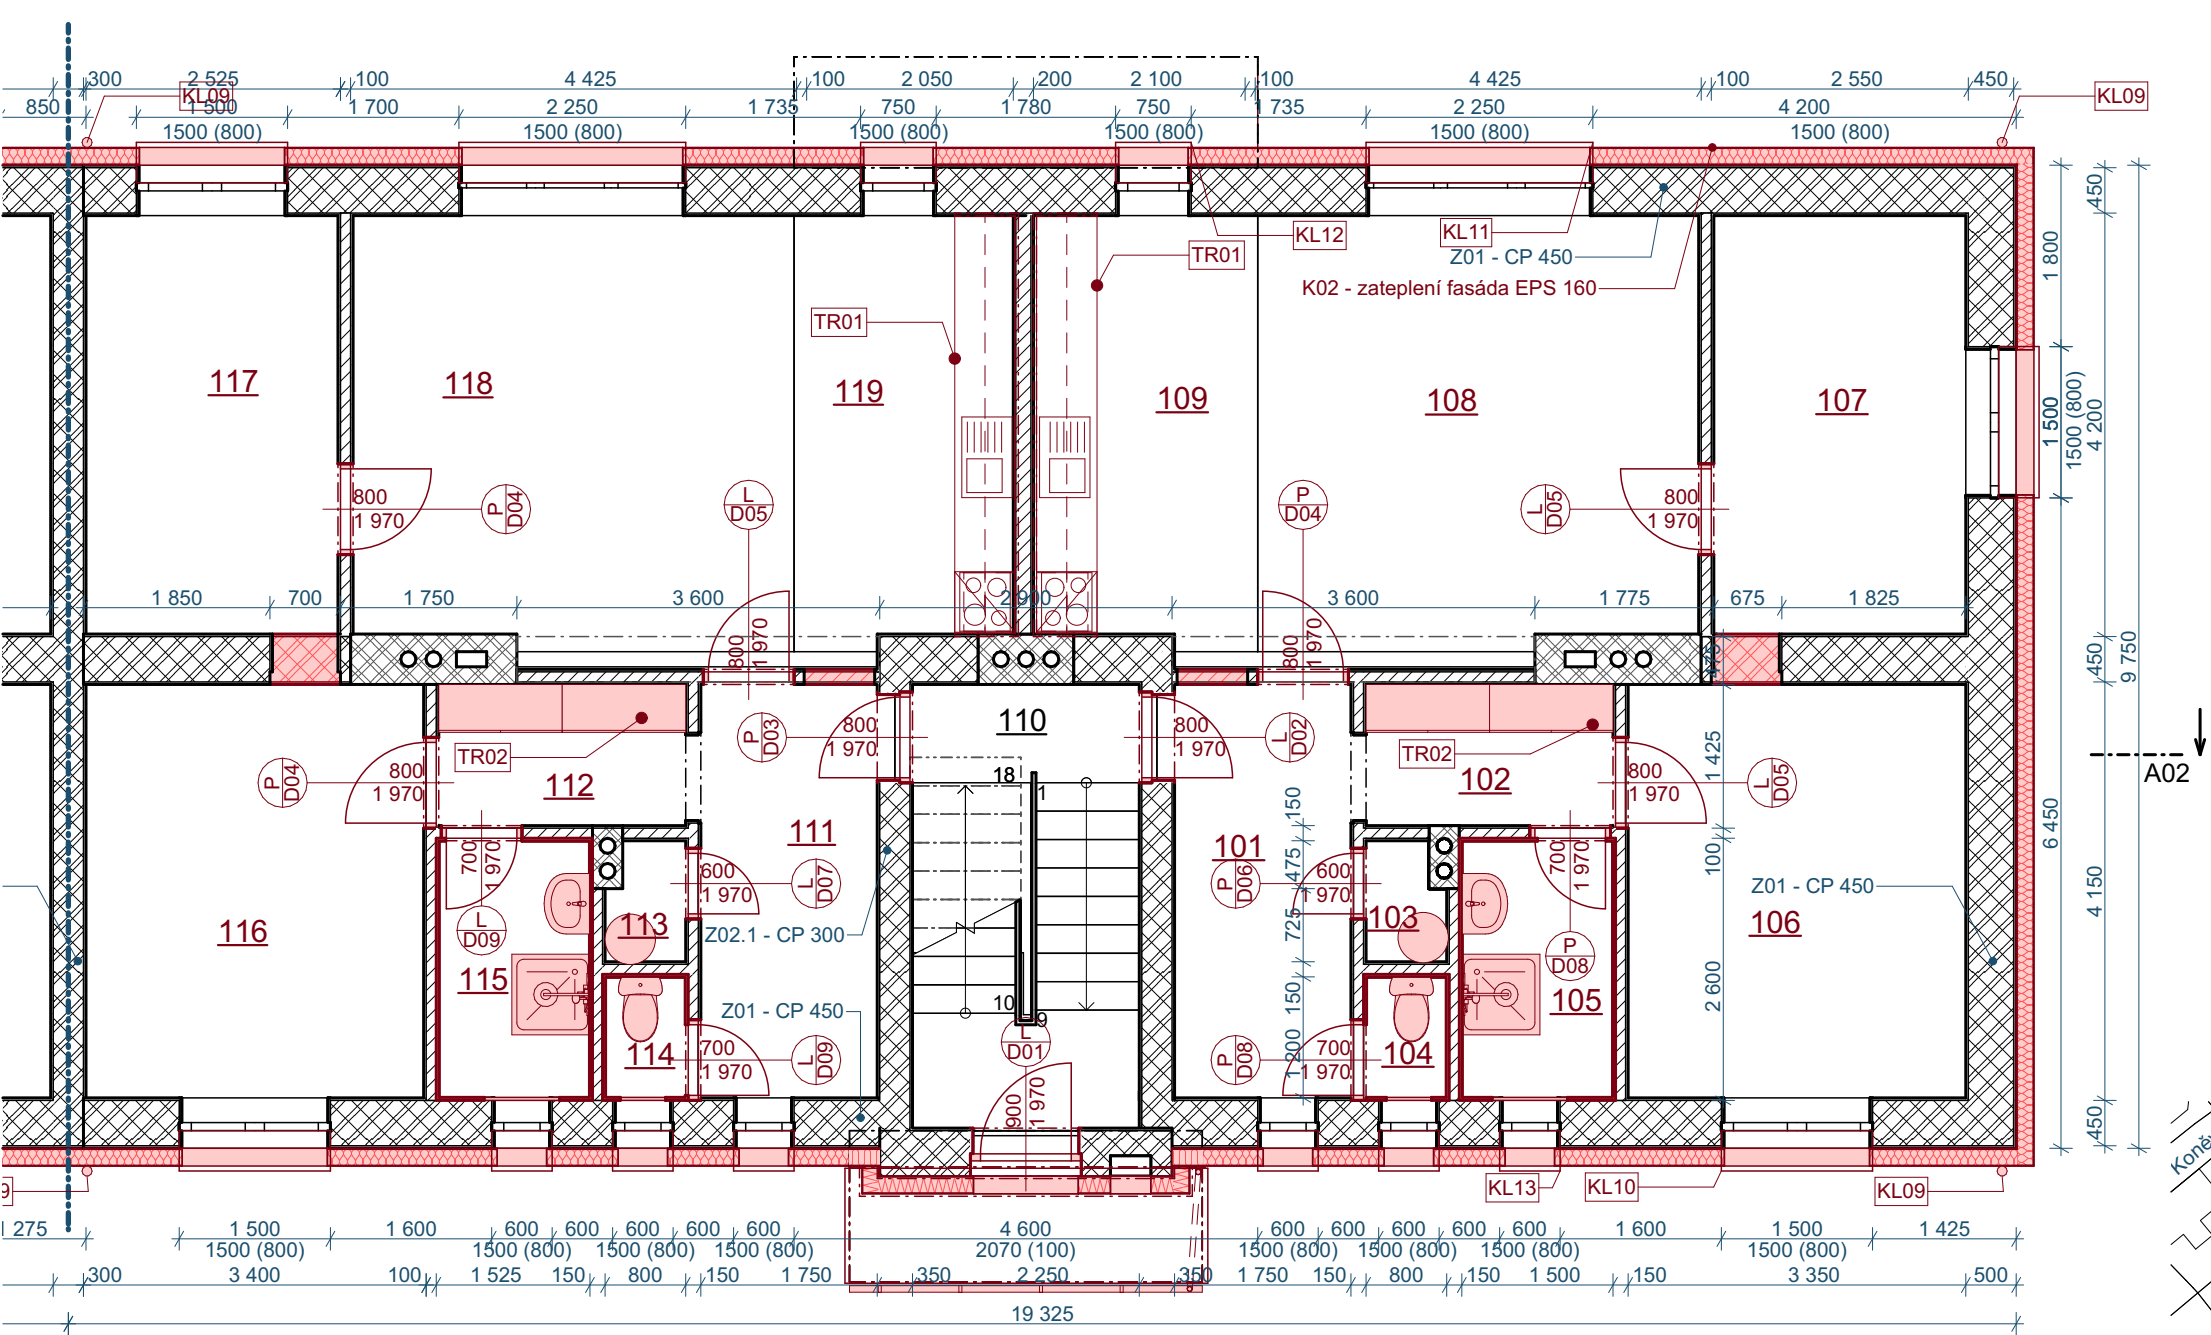 300 2 525 100 4 425 100 2 050 200 2 100 100 4 425 100 2 550 450
KL09 KL09
850 1 500 1 700 2 250 1 735 750 1 780 750 1 735 2 250 4 200
1500 (800) 1500 (800) 1500 (800) 1500 (800) 1500 (800) 1500 (800)
450
KL12 KL11
TR01 Z01 - CP 450
1 800
K02 - zateplení fasáda EPS 160
TR01
117 118 119 109 108 107
1 500
1500 (800)
4 200
800
1 970
P
D04
L
D05
P
D04
L
D05
800
1 970
1 850 700 1 750 3 600 2 900 3 600 1 775 675 1 825
800
1 970
800
1 970
475
450
9 750
110
P
D03
800
1 970
800
1 970
L
D02
TR02 TR02
1 425
A02
P
D04
800
1 970
112
18
1
102
800
1 970
L
D05
150
111 101
6 450
700
1 970
600
1 970
L
D07
P
D06
600
1 970
475
700
1 970
100
Z01 - CP 450
4 150
116
L
D09
113
Z02.1 - CP 300
103
725
P
D08
106
115
10
9
150
105
2 600
Z01 - CP 450
114
700
1 970
L
D09
L
D01
P
D08
700
1 970
104
1 200
900
1 970
450
Koně
9 KL13 KL10 KL09
1 275 1 500 1 600 600 600 600 600 600 4 600 600 600 600 600 600 1 600 1 500 1 425
1500 (800) 1500 (800) 1500 (800) 1500 (800) 2070 (100) 1500 (800) 1500 (800) 1500 (800) 1500 (800)
300 3 400 100 1 525 150 800 150 1 750 350 2 250 350 1 750 150 800 150 1 500 150 3 350 500
19 325